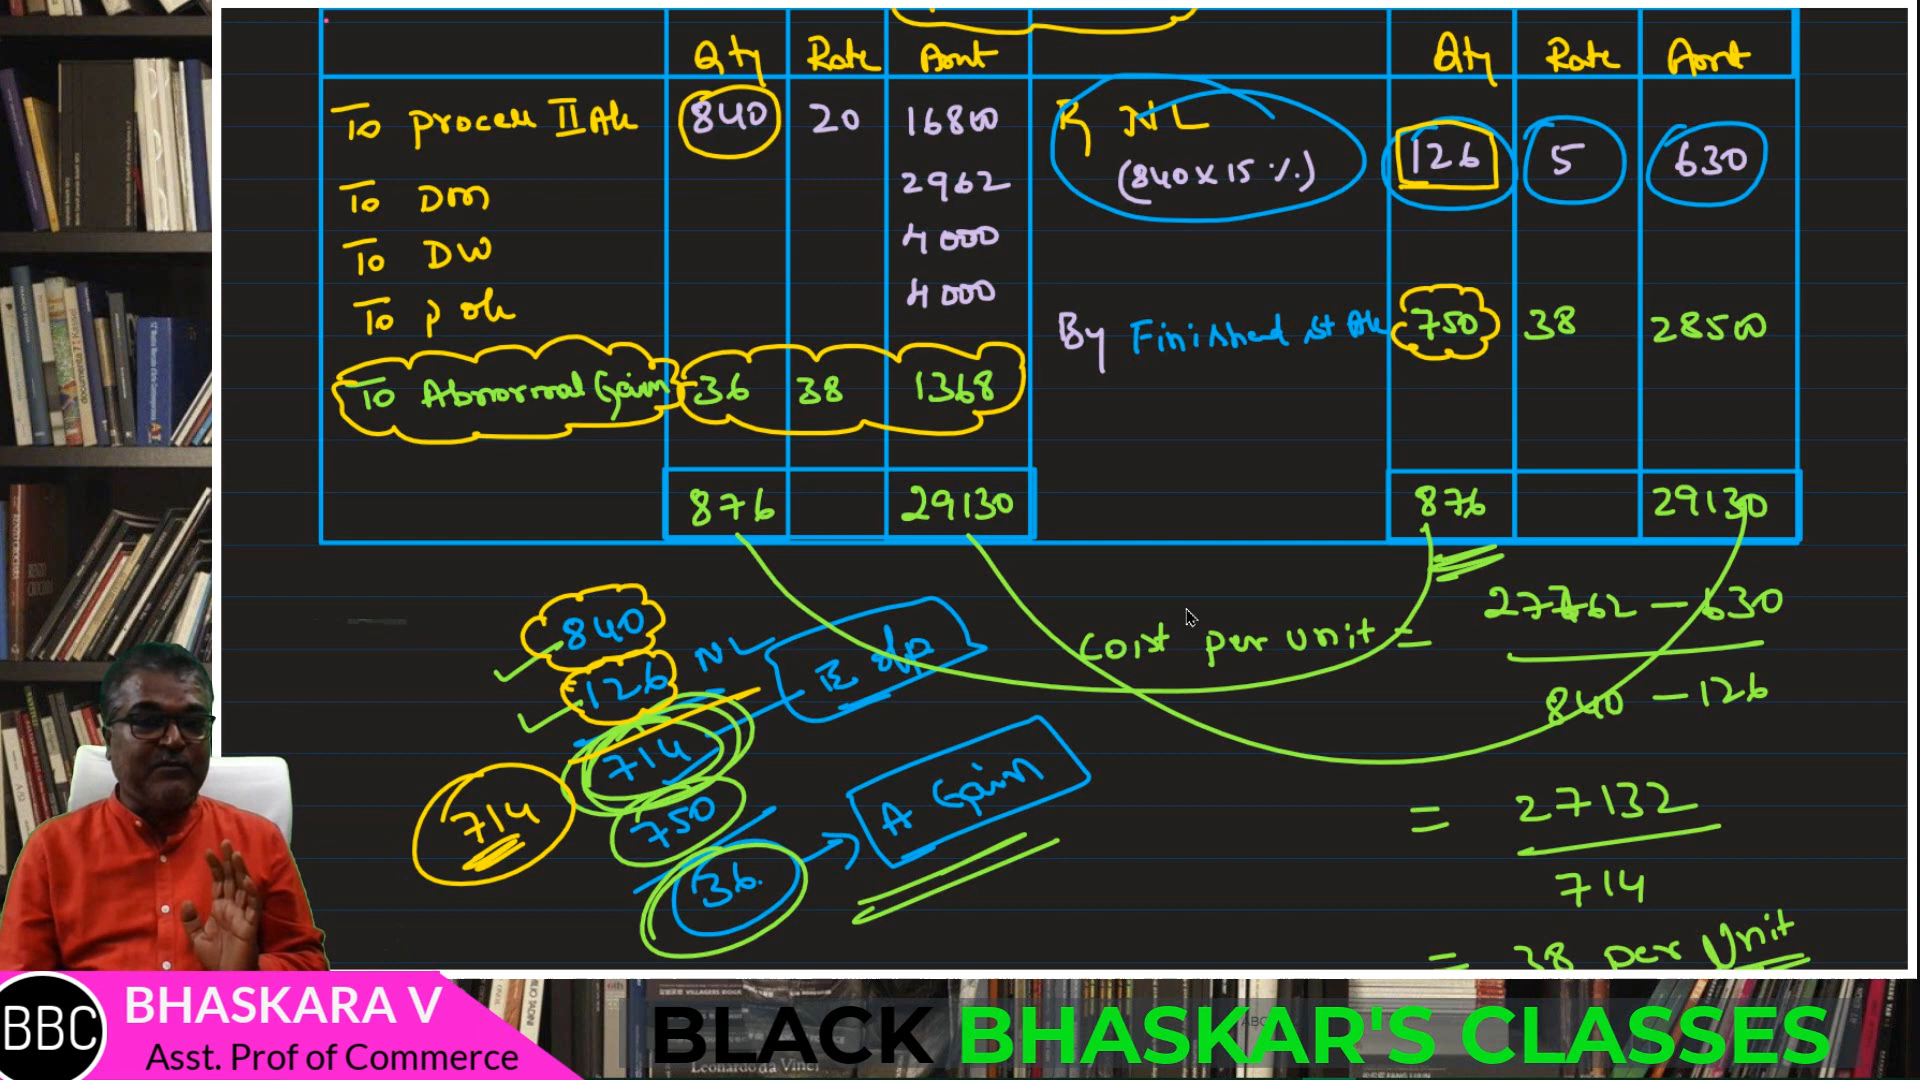 Qty Rate Amt Qty Rate Amt
To process II A/c 840 20 16800 By NL 126 5 630
(840 x 15 %)
To Dm 2962
To DW 4000
To p oh 4000
By Finished st A/c 750 38 28500
To Abnormal Gain 36 38 1368
876 29130 876 29130
840
126 NL
714
750
36
714
A Gain
Cost per unit = 27762 - 630
840 - 126
= 27132
714
= 38 per Unit
BBC
BHASKARA V
Asst. Prof of Commerce
BLACK BHASKAR'S CLASSES
Leonardo da Vinci